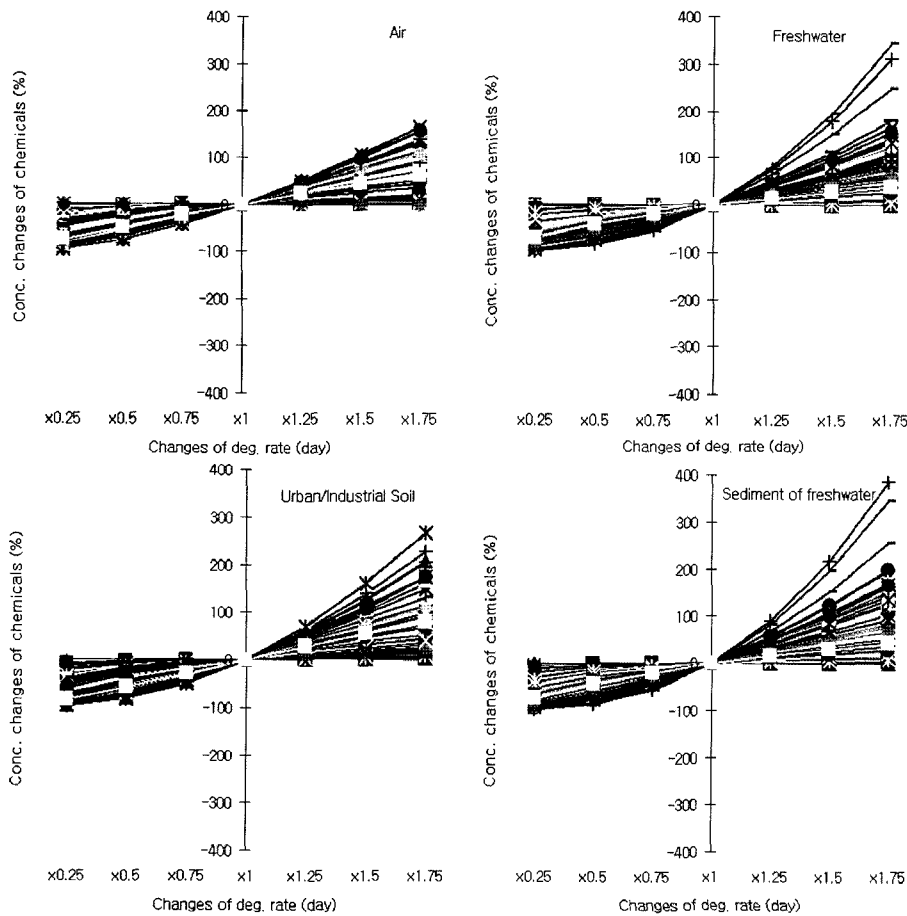 Air
Conc. changes of chemicals (%)
400
300
200
100
0
-100
-200
-300
-400
x0.25 x0.5 x0.75 x1 x1.25 x1.5 x1.75
Changes of deg. rate (day)
Freshwater
Conc. changes of chemicals (%)
400
300
200
100
0
-100
-200
-300
-400
x0.25 x0.5 x0.75 x1 x1.25 x1.5 x1.75
Changes of deg. rate (day)
Urban/Industrial Soil
Conc. changes of chemicals (%)
400
300
200
100
0
-100
-200
-300
-400
x0.25 x0.5 x0.75 x1 x1.25 x1.5 x1.75
Changes of deg. rate (day)
Sediment of freshwater
Conc. changes of chemicals (%)
400
300
200
100
0
-100
-200
-300
-400
x0.25 x0.5 x0.75 x1 x1.25 x1.5 x1.75
Changes of deg. rate (day)